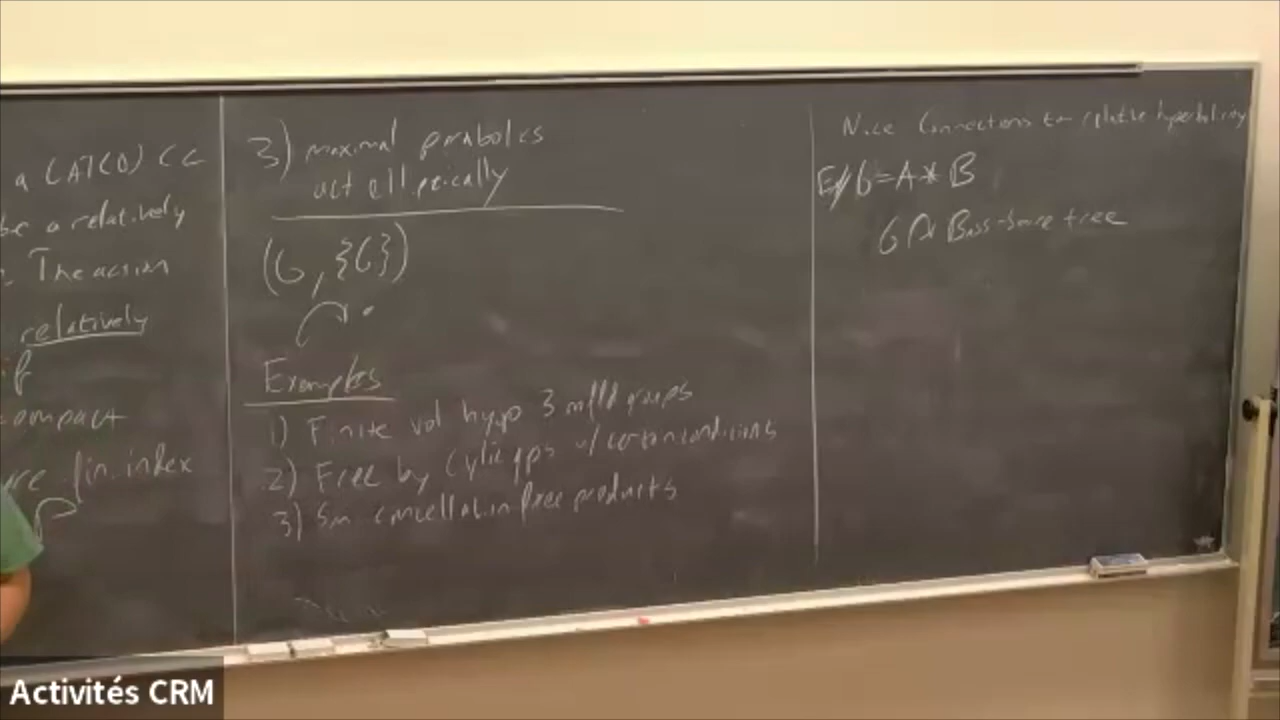 a CAT(0) CC
be a relatively
The action
relatively
compact
fin. index
3) maximal parabolics
act elliptically
(G, {G})
Examples
1) Finite vol hyp 3 mfld groups
2) Free by cyclic gps w/ certain conditions
3) Sm. cancellation free products
Nice Connections to relative hyperbolicity
G = A * B
G ↷ Bass-Serre tree
Activités CRM